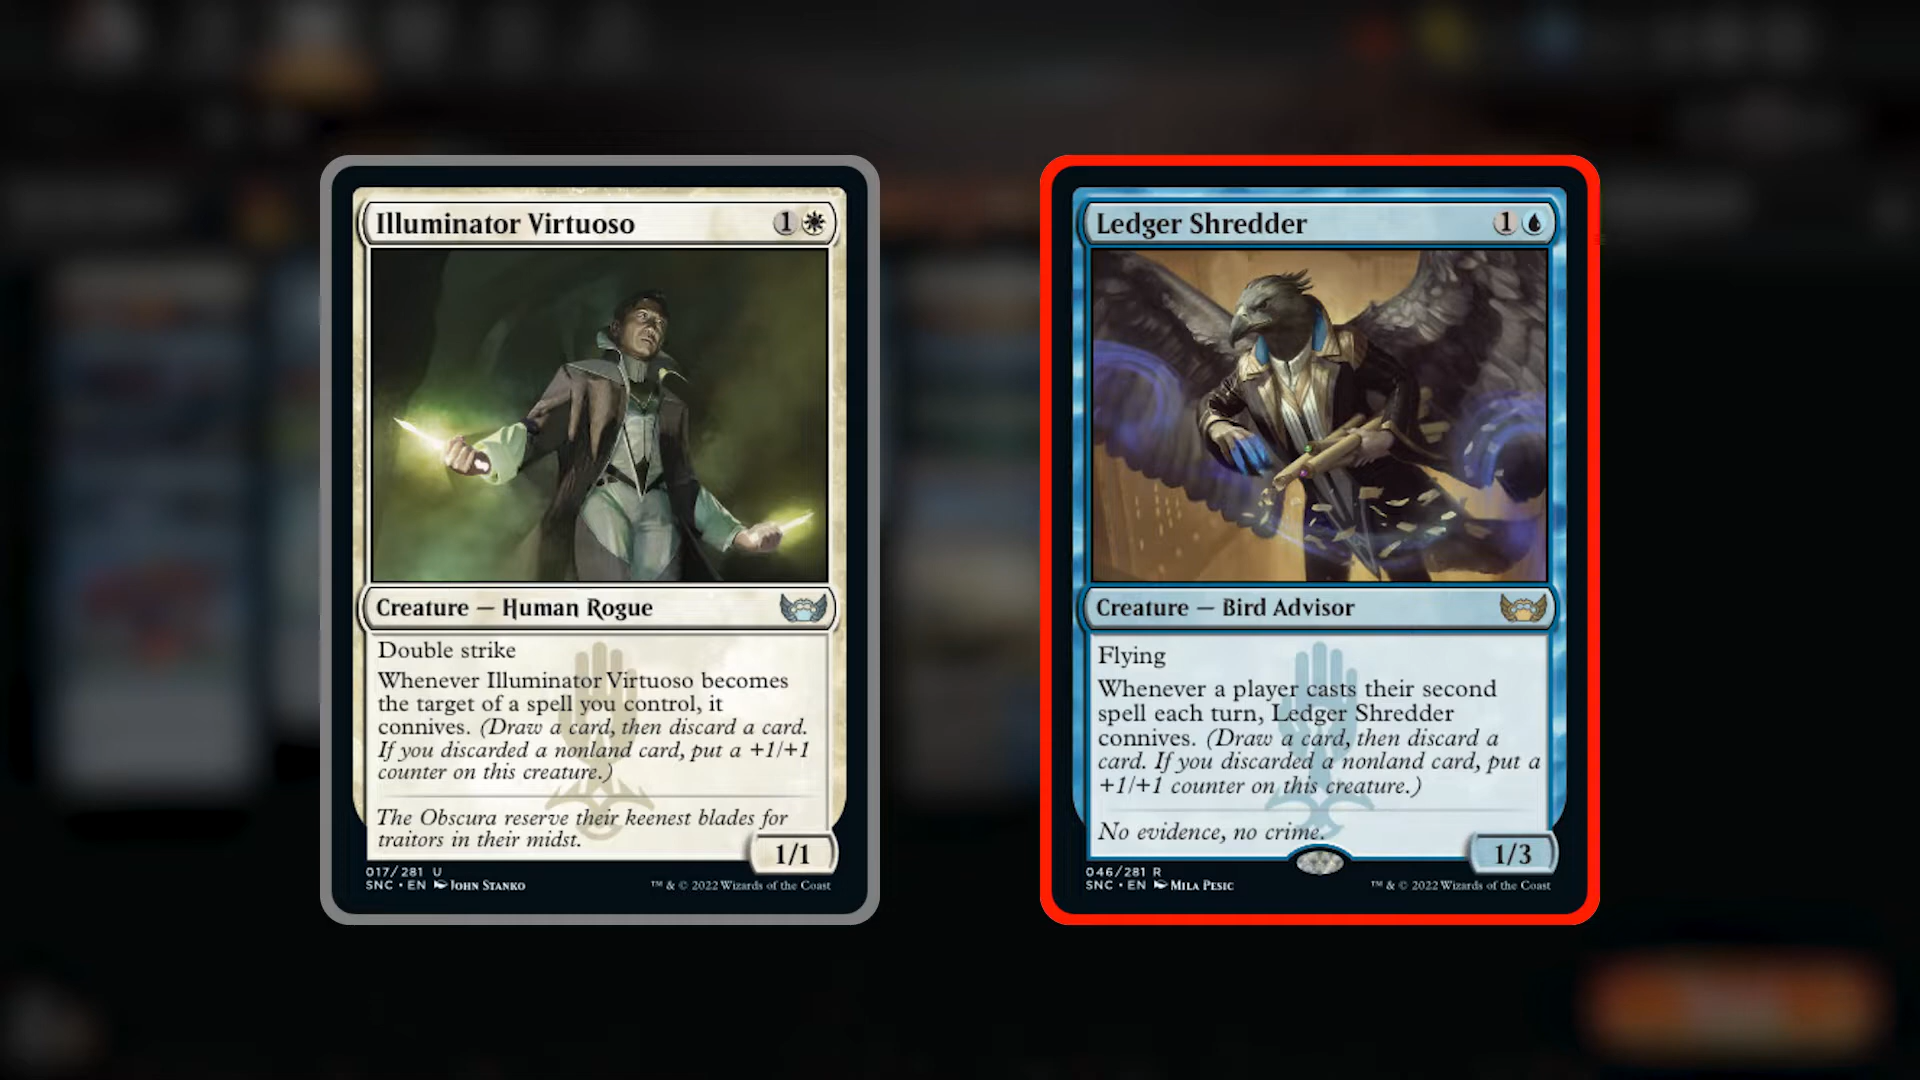 Illuminator Virtuoso 1
Creature — Human Rogue
Double strike
Whenever Illuminator Virtuoso becomes
the target of a spell you control, it
connives. (Draw a card, then discard a card.
If you discarded a nonland card, put a +1/+1
counter on this creature.)
The Obscura reserve their keenest blades for
traitors in their midst.
1/1
017/281 U
SNC • EN John Stanko
™ & © 2022 Wizards of the Coast
Ledger Shredder 1
Creature — Bird Advisor
Flying
Whenever a player casts their second
spell each turn, Ledger Shredder
connives. (Draw a card, then discard a
card. If you discarded a nonland card, put a
+1/+1 counter on this creature.)
No evidence, no crime.
1/3
046/281 R
SNC • EN Mila Pesic
™ & © 2022 Wizards of the Coast